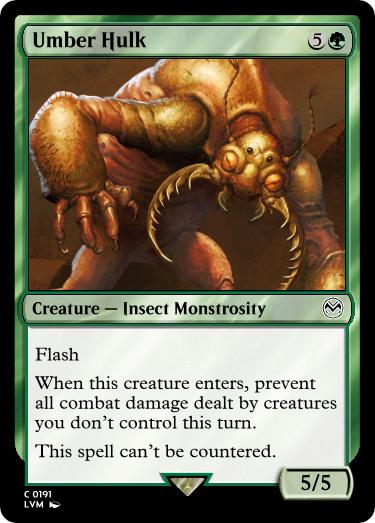 Umber Hulk 5
Creature — Insect Monstrosity
Flash
When this creature enters, prevent
all combat damage dealt by creatures
you don't control this turn.
This spell can't be countered.
5/5
C 0191
LVM